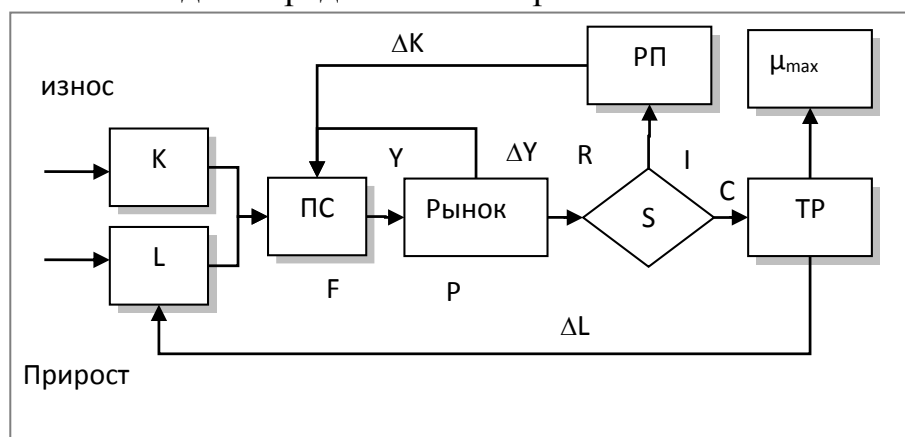 ΔK
РП
μmax
износ
K
Y
ΔY
R
I
C
ПС
Рынок
S
ТР
L
F
P
ΔL
Прирост